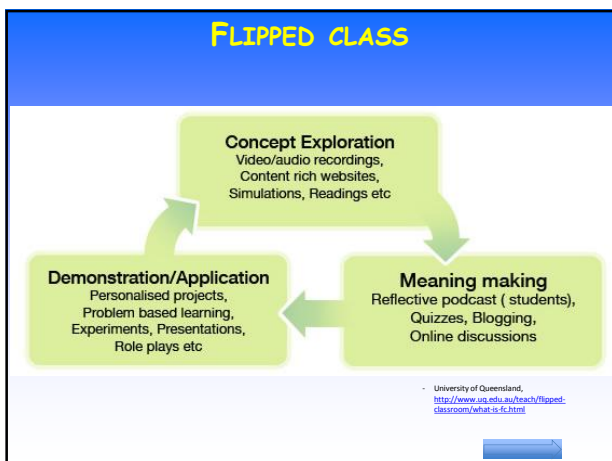 FLIPPED CLASS
Concept Exploration
Video/audio recordings,
Content rich websites,
Simulations, Readings etc
Demonstration/Application
Personalised projects,
Problem based learning,
Experiments, Presentations,
Role plays etc
Meaning making
Reflective podcast ( students),
Quizzes, Blogging,
Online discussions
- University of Queensland,
http://www.uq.edu.au/teach/flipped-
classroom/what-is-fc.html